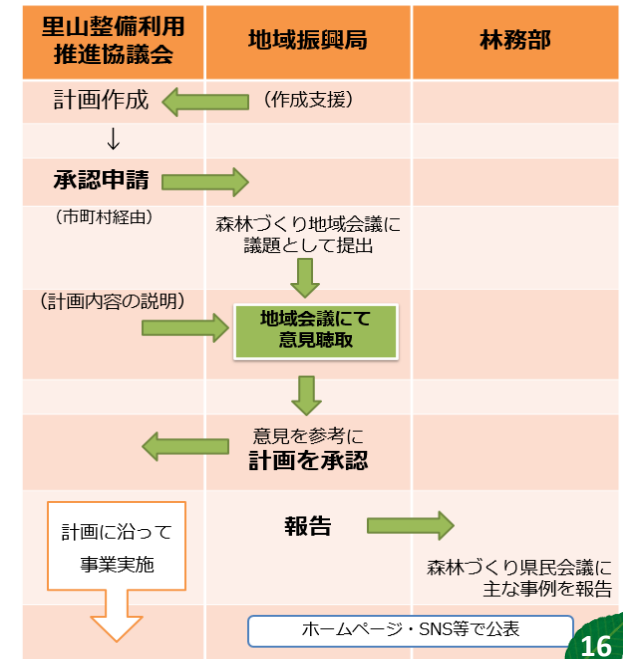 里山整備利用
推進協議会
地域振興局
林務部
計画作成
（作成支援）
↓
承認申請
（市町村経由）
森林づくり地域会議に
議題として提出
（計画内容の説明）
地域会議にて
意見聴取
意見を参考に
計画を承認
計画に沿って
事業実施
報告
森林づくり県民会議に
主な事例を報告
ホームページ・SNS等で公表
16